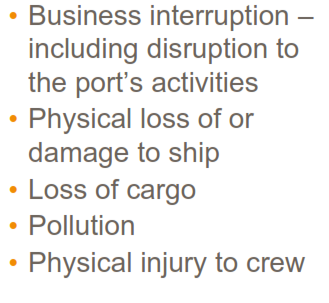 • Business interruption –
including disruption to
the port’s activities
• Physical loss of or
damage to ship
• Loss of cargo
• Pollution
• Physical injury to crew